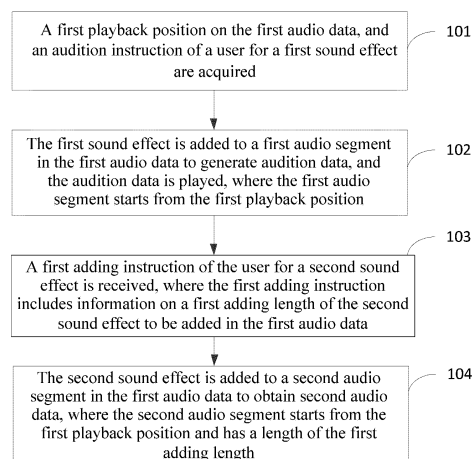 A first playback position on the first audio data, and
an audition instruction of a user for a first sound effect
are acquired
101
The first sound effect is added to a first audio segment
in the first audio data to generate audition data, and
the audition data is played, where the first audio
segment starts from the first playback position
102
103
A first adding instruction of the user for a second sound
effect is received, where the first adding instruction
includes information on a first adding length of the second
sound effect to be added in the first audio data
104
The second sound effect is added to a second audio
segment in the first audio data to obtain second audio
data, where the second audio segment starts from the
first playback position and has a length of the first
adding length